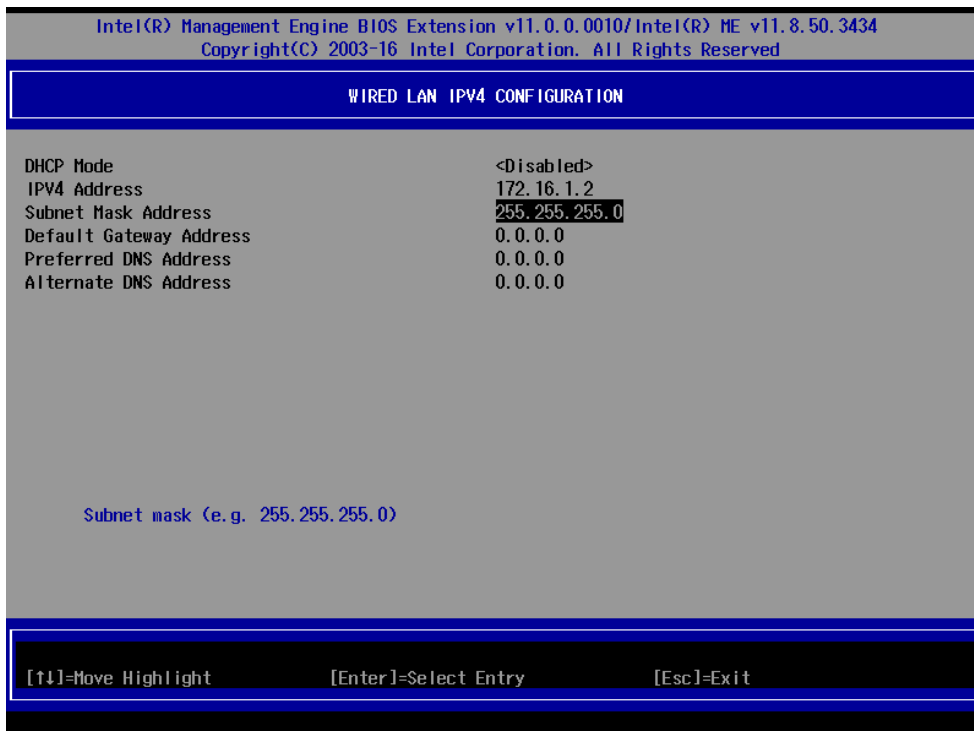 Intel(R) Management Engine BIOS Extension v11.0.0.0010/Intel(R) ME v11.8.50.3434
Copyright(C) 2003-16 Intel Corporation. All Rights Reserved
WIRED LAN IPV4 CONFIGURATION
DHCP Mode <Disabled>
IPV4 Address 172.16.1.2
Subnet Mask Address 255.255.255.0
Default Gateway Address 0.0.0.0
Preferred DNS Address 0.0.0.0
Alternate DNS Address 0.0.0.0
Subnet mask (e.g. 255.255.255.0)
[↑↓]=Move Highlight [Enter]=Select Entry [Esc]=Exit